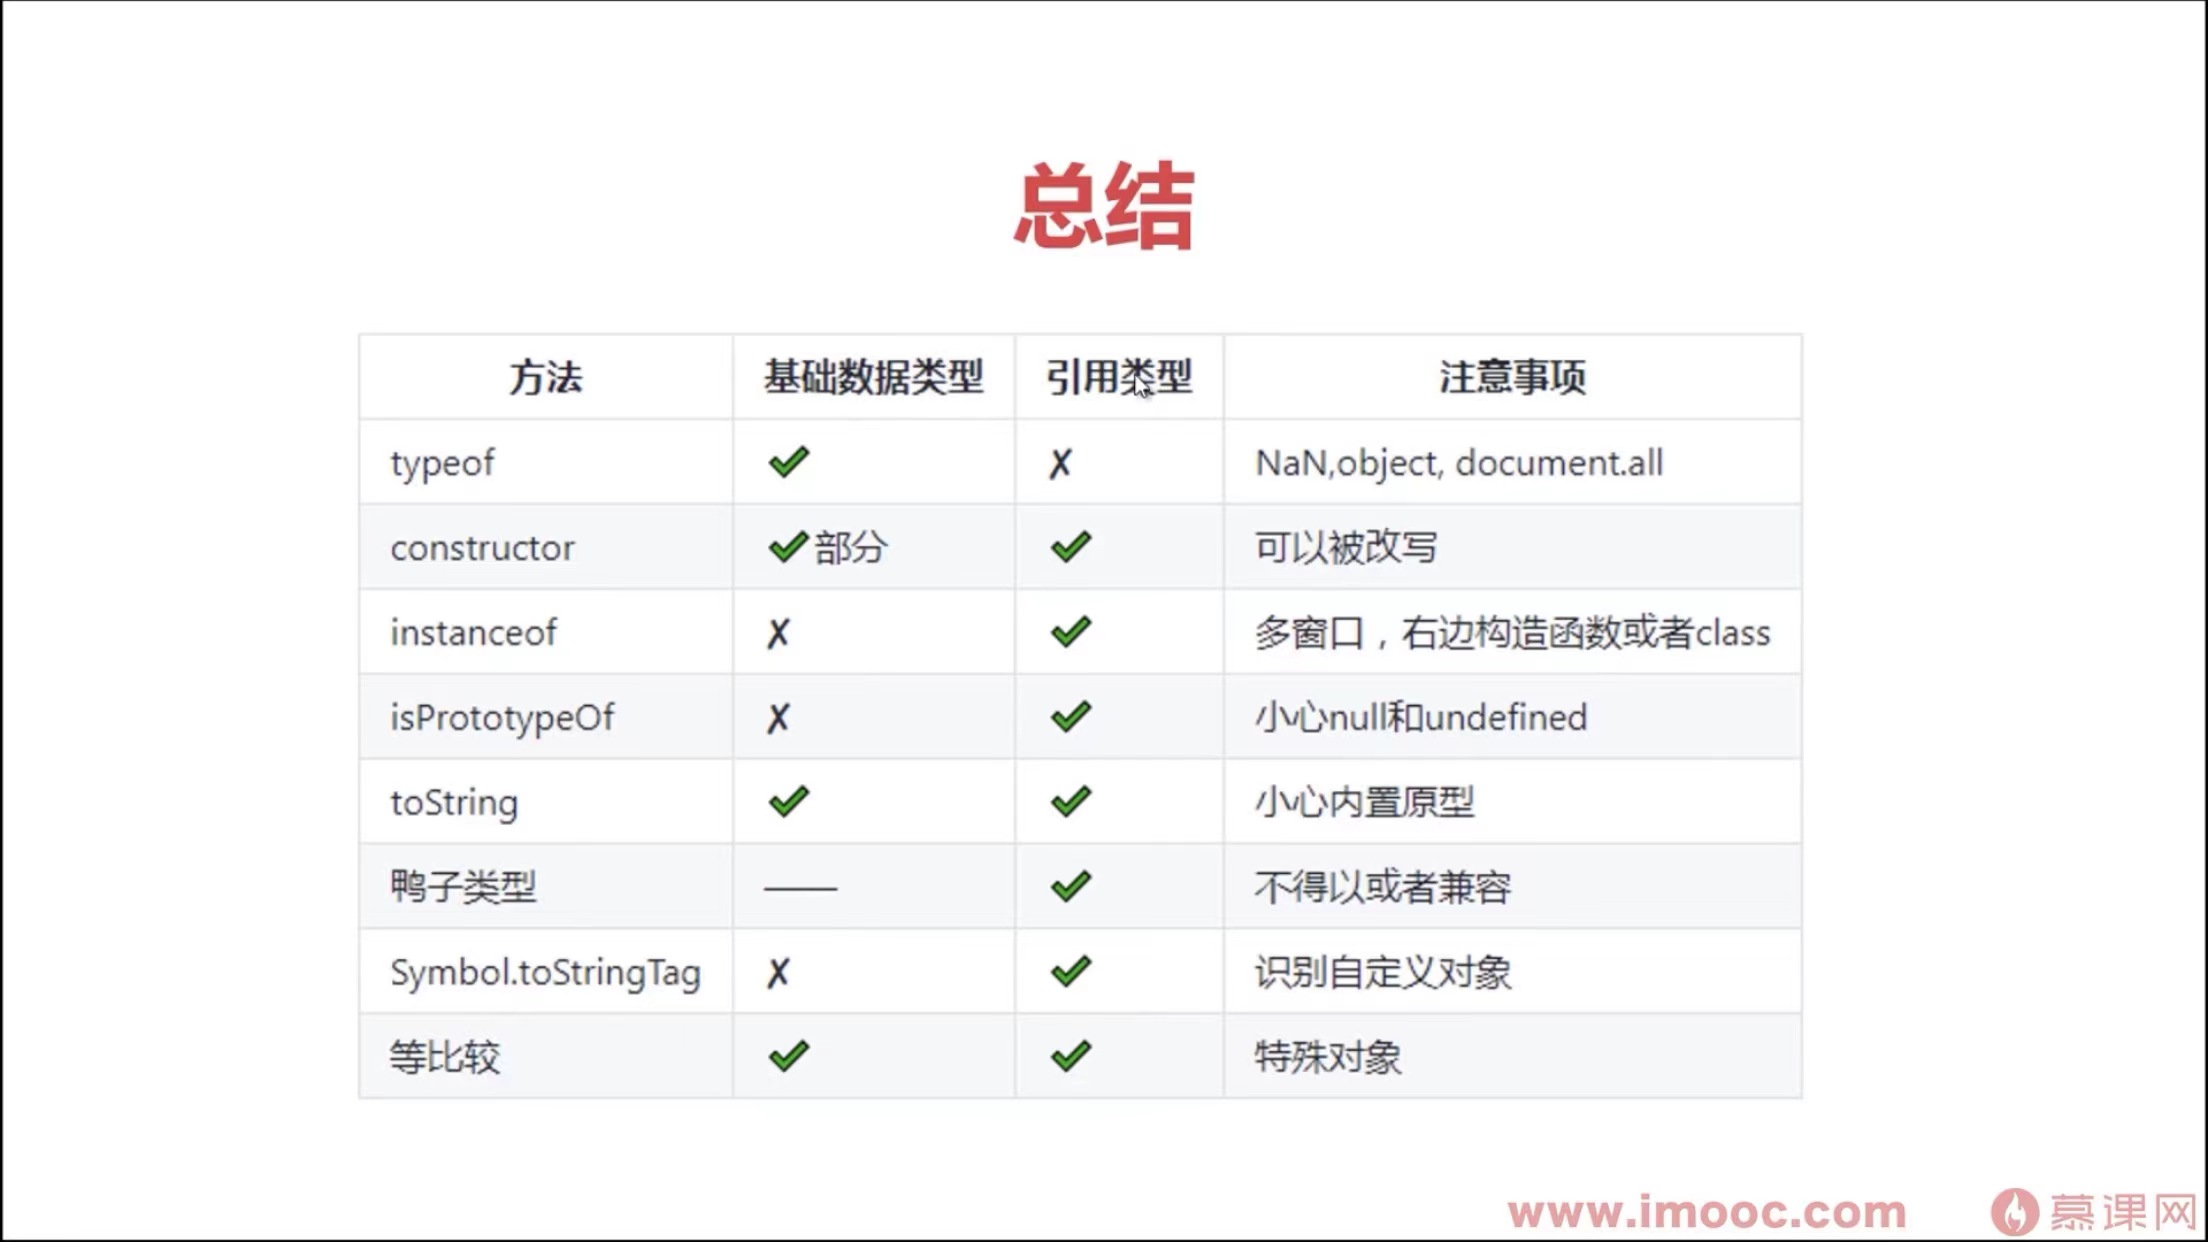 总结
方法 基础数据类型 引用类型 注意事项
typeof ✔ ✗ NaN,object, document.all
constructor ✔部分 ✔ 可以被改写
instanceof ✗ ✔ 多窗口，右边构造函数或者class
isPrototypeOf ✗ ✔ 小心null和undefined
toString ✔ ✔ 小心内置原型
鸭子类型 —— ✔ 不得以或者兼容
Symbol.toStringTag ✗ ✔ 识别自定义对象
等比较 ✔ ✔ 特殊对象
www.imooc.com 慕课网